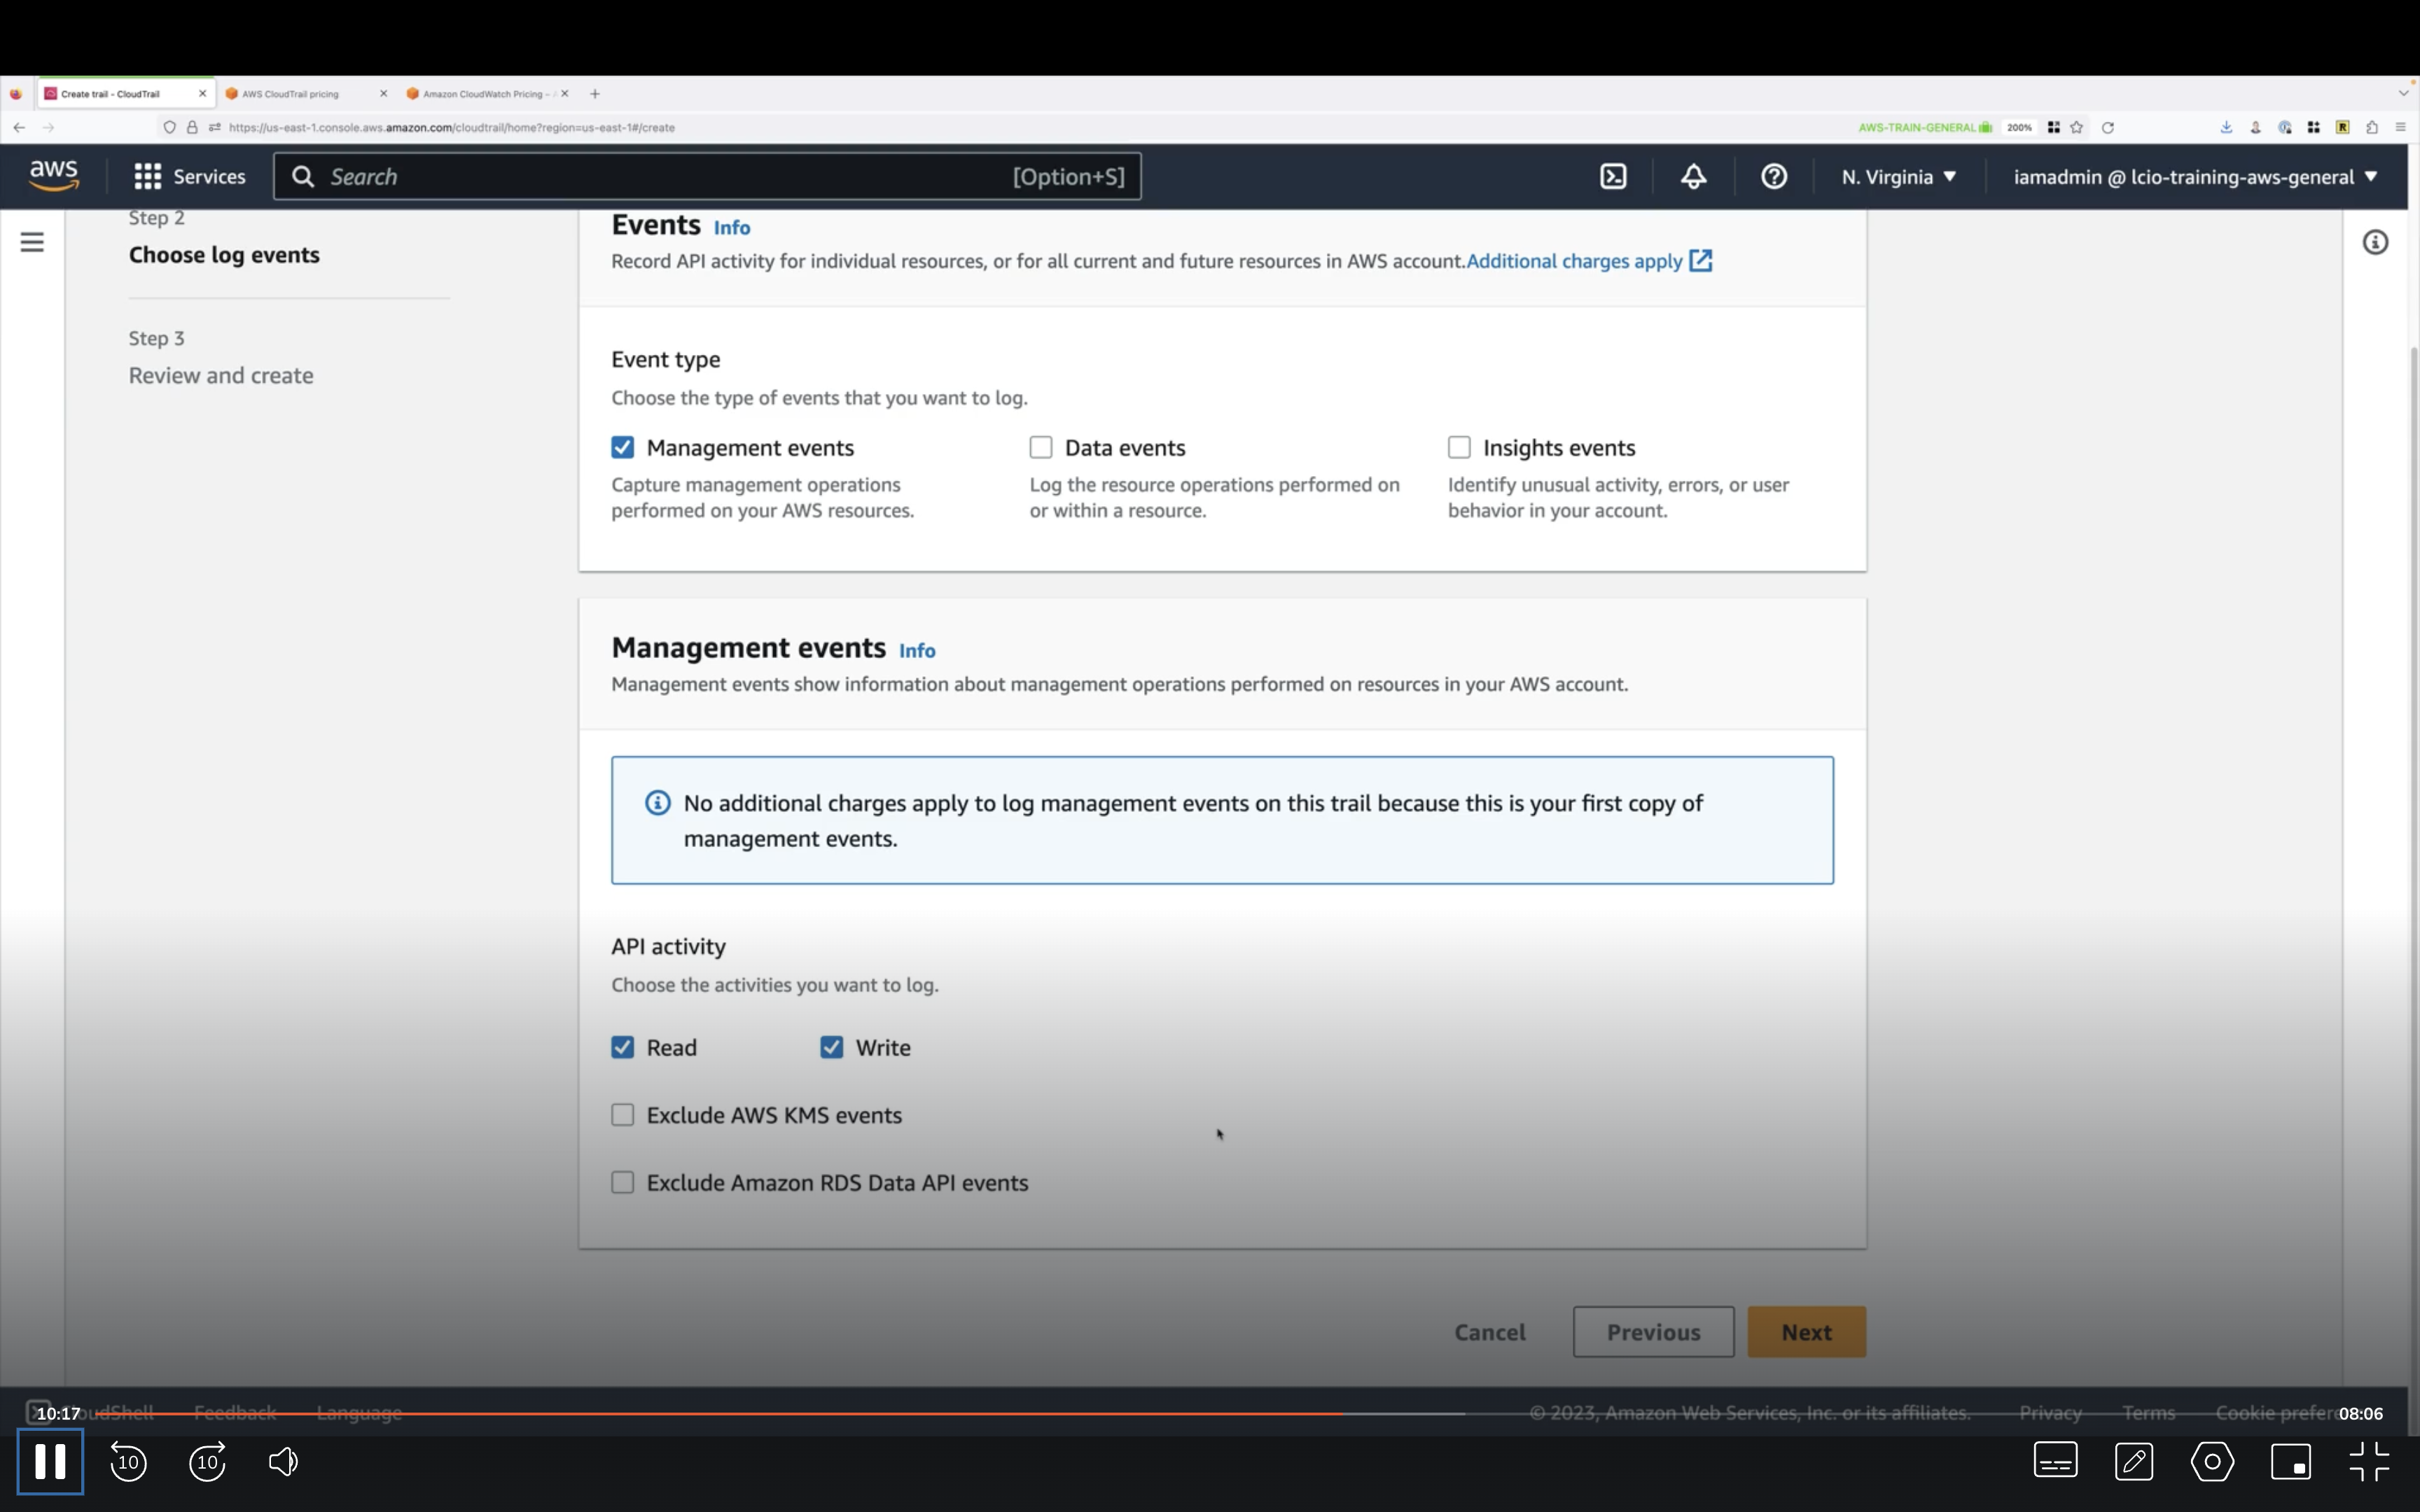 Create trail - CloudTrail
AWS CloudTrail pricing
Amazon CloudWatch Pricing –
https://us-east-1.console.aws.amazon.com/cloudtrail/home?region=us-east-1#/create
AWS-TRAIN-GENERAL
200%
aws
Services
Search
[Option+S]
N. Virginia
iamadmin @ lcio-training-aws-general
Step 2
Choose log events
Step 3
Review and create
Events Info
Record API activity for individual resources, or for all current and future resources in AWS account.Additional charges apply
Event type
Choose the type of events that you want to log.
Management events
Capture management operations
performed on your AWS resources.
Data events
Log the resource operations performed on
or within a resource.
Insights events
Identify unusual activity, errors, or user
behavior in your account.
Management events Info
Management events show information about management operations performed on resources in your AWS account.
No additional charges apply to log management events on this trail because this is your first copy of
management events.
API activity
Choose the activities you want to log.
Read
Write
Exclude AWS KMS events
Exclude Amazon RDS Data API events
Cancel
Previous
Next
10:17
Feedback
Language
© 2023, Amazon Web Services, Inc. or its affiliates.
Privacy
Terms
Cookie
08:06
10
10